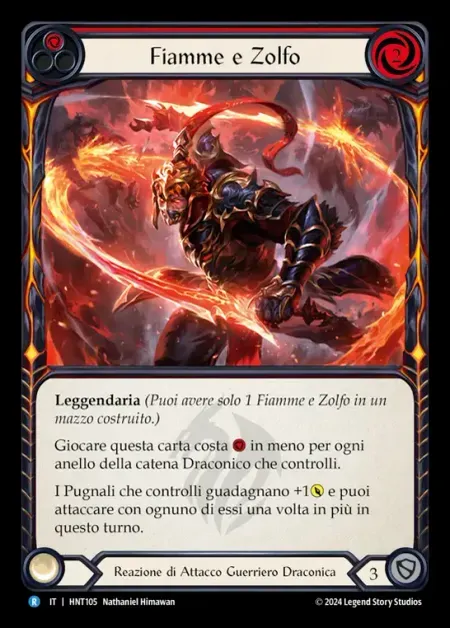 Fiamme e Zolfo
2
Leggendaria (Puoi avere solo 1 Fiamme e Zolfo in un
mazzo costruito.)
Giocare questa carta costa in meno per ogni
anello della catena Draconico che controlli.
I Pugnali che controlli guadagnano +1 e puoi
attaccare con ognuno di essi una volta in più in
questo turno.
Reazione di Attacco Guerriero Draconica
3
R IT | HNT105 Nathaniel Himawan
© 2024 Legend Story Studios